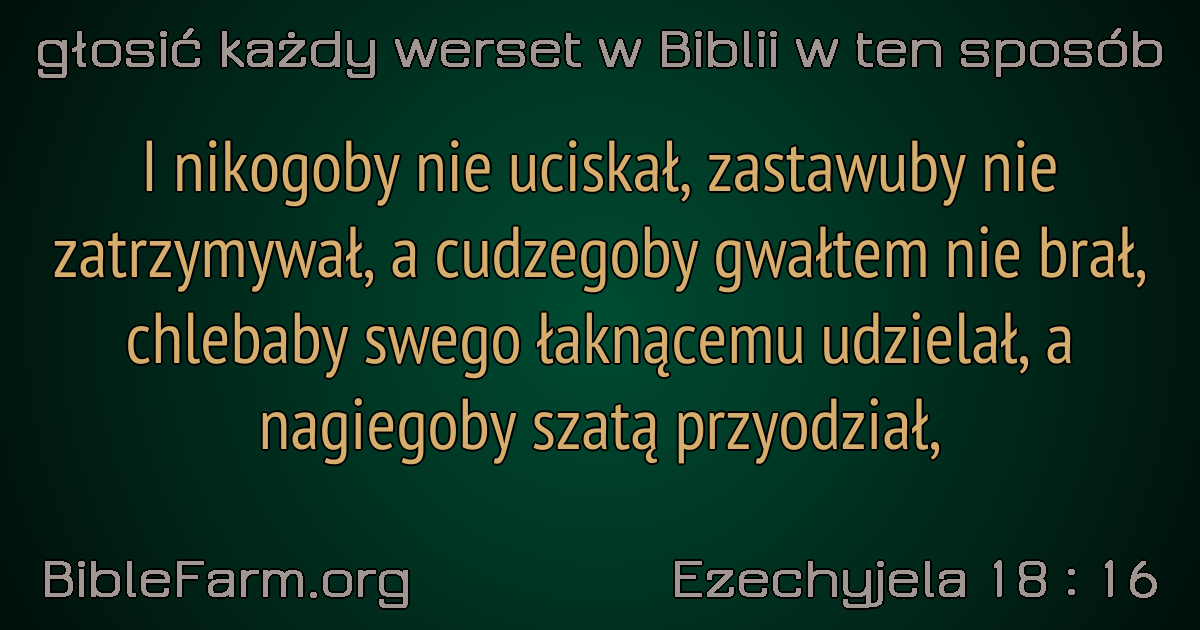 głosić każdy werset w Biblii w ten sposób
I nikogoby nie uciskał, zastawuby nie
zatrzymywał, a cudzegoby gwałtem nie brał,
chlebaby swego łaknącemu udzielał, a
nagiegoby szatą przyodział,
BibleFarm.org
Ezechyjela 18 : 16